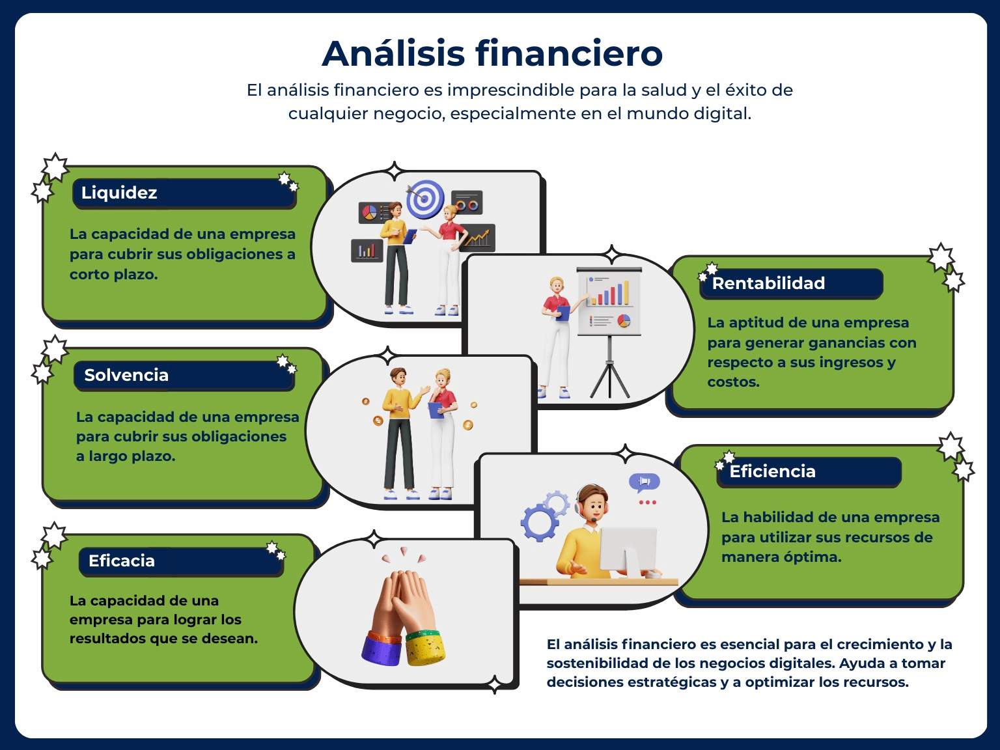 Análisis financiero
El análisis financiero es imprescindible para la salud y el éxito de
cualquier negocio, especialmente en el mundo digital.
Liquidez
La capacidad de una empresa
para cubrir sus obligaciones a
corto plazo.
Rentabilidad
La aptitud de una empresa
para generar ganancias con
respecto a sus ingresos y
costos.
Solvencia
La capacidad de una empresa
para cubrir sus obligaciones
a largo plazo.
Eficiencia
La habilidad de una empresa
para utilizar sus recursos de
manera óptima.
Eficacia
La capacidad de una
empresa para lograr los
resultados que se desean.
El análisis financiero es esencial para el crecimiento y la
sostenibilidad de los negocios digitales. Ayuda a tomar
decisiones estratégicas y a optimizar los recursos.